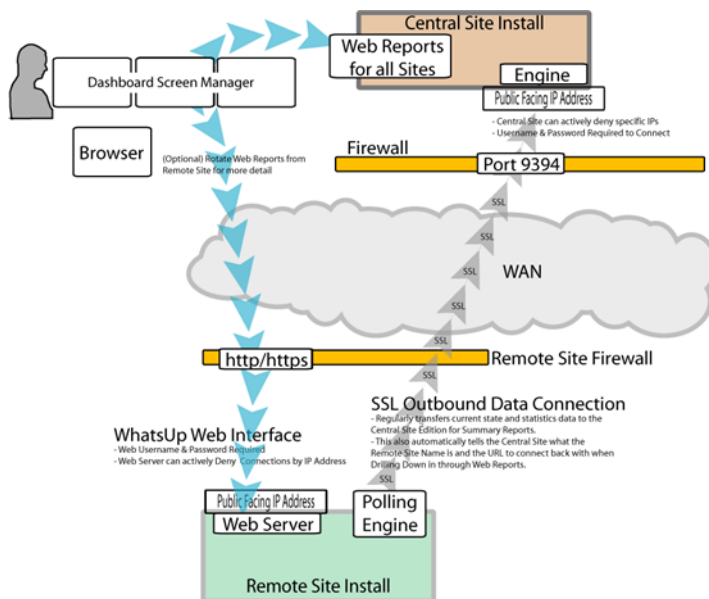 Central Site Install
Web Reports
for all Sites
Engine
Public Facing IP Address
- Central Site can actively deny specific IPs
- Username & Password Required to Connect
Dashboard Screen Manager
Browser
(Optional) Rotate Web Reports from
Remote Site for more detail
Firewall
Port 9394
SSL
SSL
SSL
SSL
WAN
SSL
SSL
SSL
http/https
Remote Site Firewall
SSL
SSL Outbound Data Connection
- Regularly transfers current state and statistics data to the
Central Site Edition for Summary Reports.
- This also automatically tells the Central Site what the
Remote Site Name is and the URL to connect back with when
Drilling Down in through Web Reports.
SSL
SSL
SSL
SSL
WhatsUp Web Interface
- Web Username & Password Required
- Web Server can actively Deny Connections by IP Address
SSL
Public Facing IP Address
Web Server
Polling
Engine
Remote Site Install